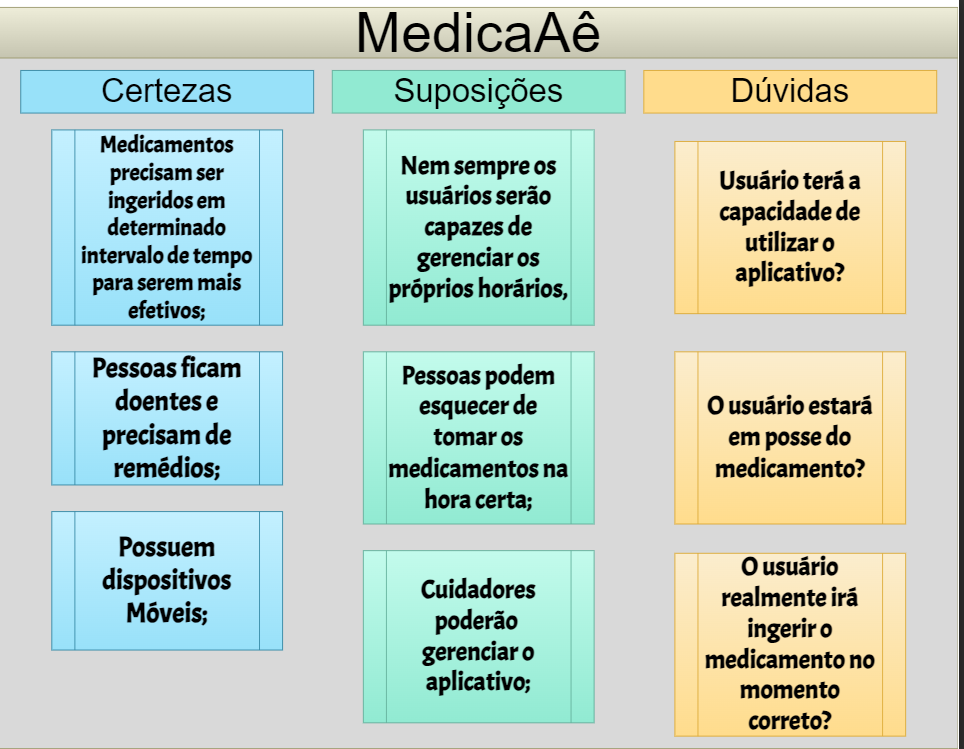 MedicaAê
Certezas
Suposições
Dúvidas
Medicamentos
precisam ser
ingeridos em
determinado
intervalo de tempo
para serem mais
efetivos;
Pessoas ficam
doentes e
precisam de
remédios;
Possuem
dispositivos
Móveis;
Nem sempre os
usuários serão
capazes de
gerenciar os
próprios horários,
Pessoas podem
esquecer de
tomar os
medicamentos na
hora certa;
Cuidadores
poderão
gerenciar o
aplicativo;
Usuário terá a
capacidade de
utilizar o
aplicativo?
O usuário estará
em posse do
medicamento?
O usuário
realmente irá
ingerir o
medicamento no
momento
correto?